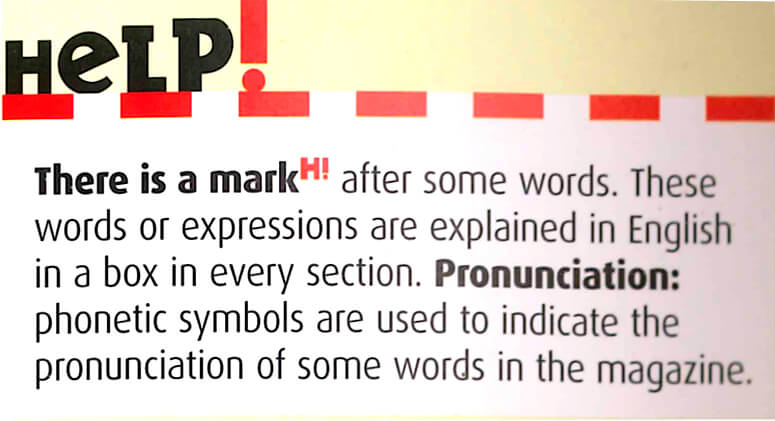 HeLP!
There is a mark H! after some words. These
words or expressions are explained in English
in a box in every section. Pronunciation:
phonetic symbols are used to indicate the
pronunciation of some words in the magazine.